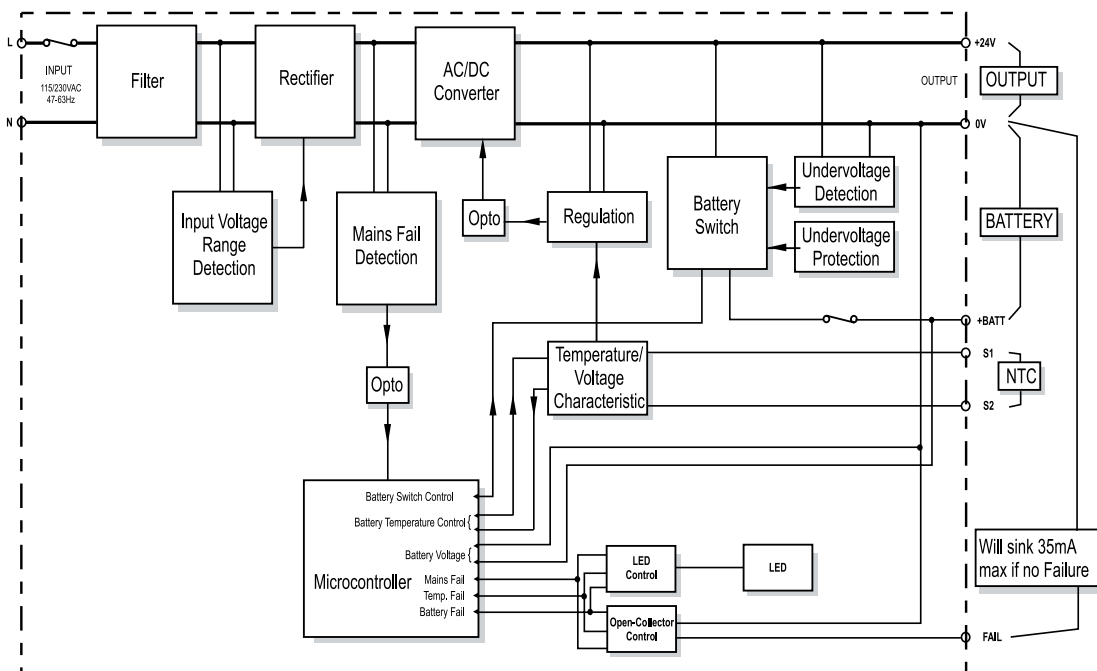 L
INPUT
115/230VAC
47-63Hz
N
Filter
Rectifier
AC/DC
Converter
OUTPUT
+24V
OUTPUT
0V
Input Voltage
Range
Detection
Mains Fail
Detection
Opto
Regulation
Battery
Switch
Undervoltage
Detection
Undervoltage
Protection
BATTERY
+BATT
Opto
Temperature/
Voltage
Characteristic
S1
NTC
S2
Microcontroller
Battery Switch Control
Battery Temperature Control {
Battery Voltage {
Mains Fail
Temp. Fail
Battery Fail
LED
Control
LED
Open-Collector
Control
Will sink 35mA
max if no Failure
FAIL